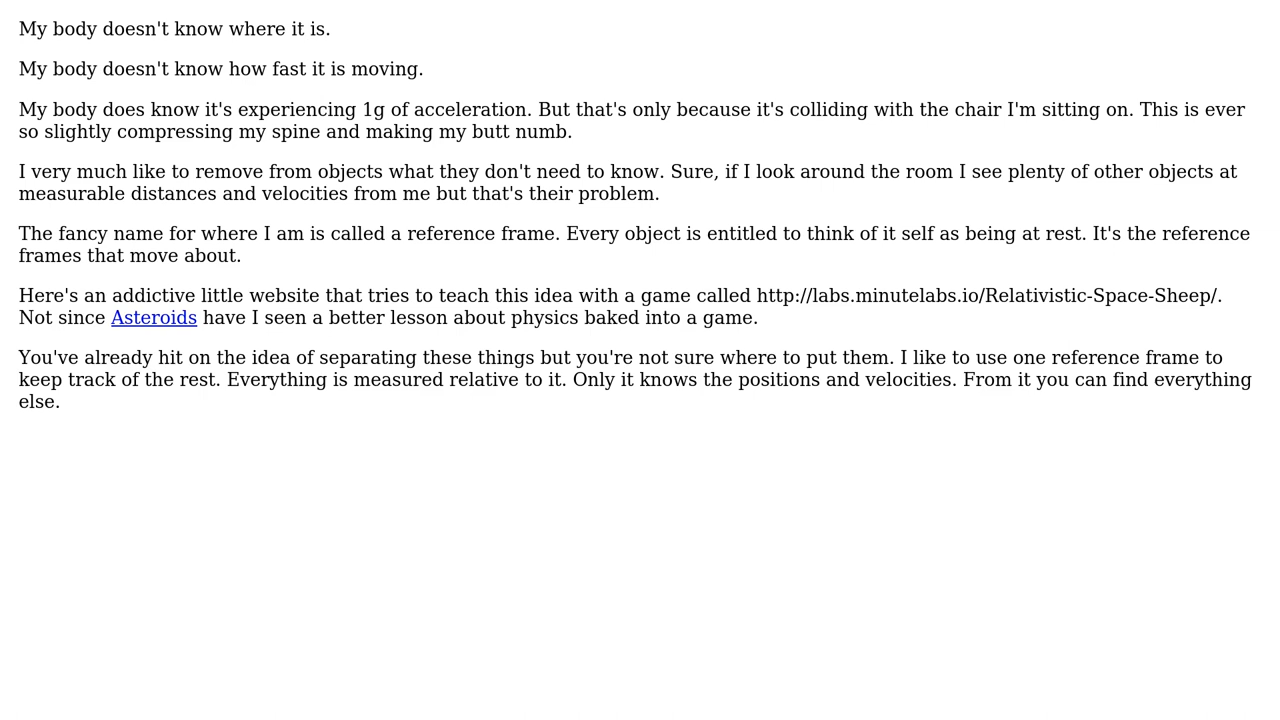 My body doesn't know where it is.
My body doesn't know how fast it is moving.
My body does know it's experiencing 1g of acceleration. But that's only because it's colliding with the chair I'm sitting on. This is ever
so slightly compressing my spine and making my butt numb.
I very much like to remove from objects what they don't need to know. Sure, if I look around the room I see plenty of other objects at
measurable distances and velocities from me but that's their problem.
The fancy name for where I am is called a reference frame. Every object is entitled to think of it self as being at rest. It's the reference
frames that move about.
Here's an addictive little website that tries to teach this idea with a game called http://labs.minutelabs.io/Relativistic-Space-Sheep/.
Not since Asteroids have I seen a better lesson about physics baked into a game.
You've already hit on the idea of separating these things but you're not sure where to put them. I like to use one reference frame to
keep track of the rest. Everything is measured relative to it. Only it knows the positions and velocities. From it you can find everything
else.